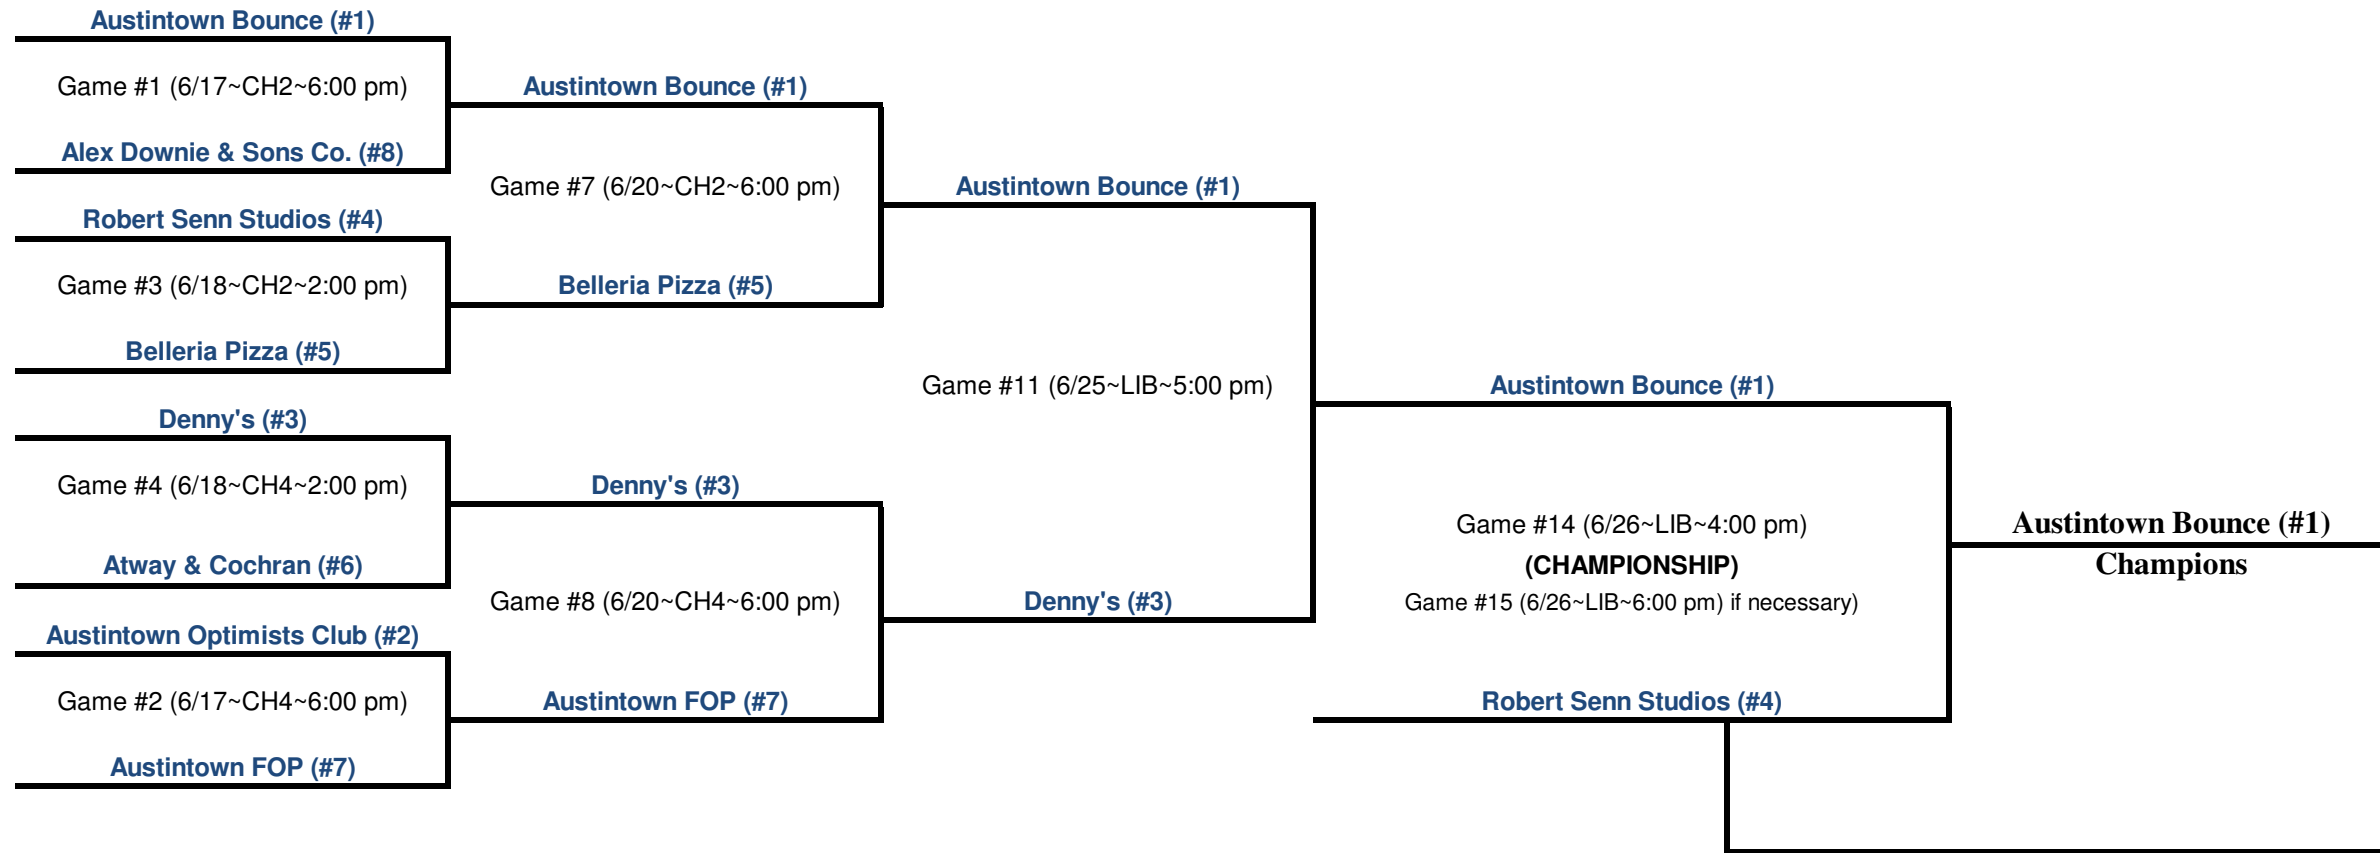 Austintown Bounce (#1)
Game #1 (6/17~CH2~6:00 pm)
Alex Downie & Sons Co. (#8)
Robert Senn Studios (#4)
Game #3 (6/18~CH2~2:00 pm)
Belleria Pizza (#5)
Denny's (#3)
Game #4 (6/18~CH4~2:00 pm)
Atway & Cochran (#6)
Austintown Optimists Club (#2)
Game #2 (6/17~CH4~6:00 pm)
Austintown FOP (#7)
Austintown Bounce (#1)
Game #7 (6/20~CH2~6:00 pm)
Belleria Pizza (#5)
Denny's (#3)
Game #8 (6/20~CH4~6:00 pm)
Austintown FOP (#7)
Austintown Bounce (#1)
Game #11 (6/25~LIB~5:00 pm)
Denny's (#3)
Austintown Bounce (#1)
Game #14 (6/26~LIB~4:00 pm)
(CHAMPIONSHIP)
Game #15 (6/26~LIB~6:00 pm) if necessary)
Robert Senn Studios (#4)
Austintown Bounce (#1)
Champions